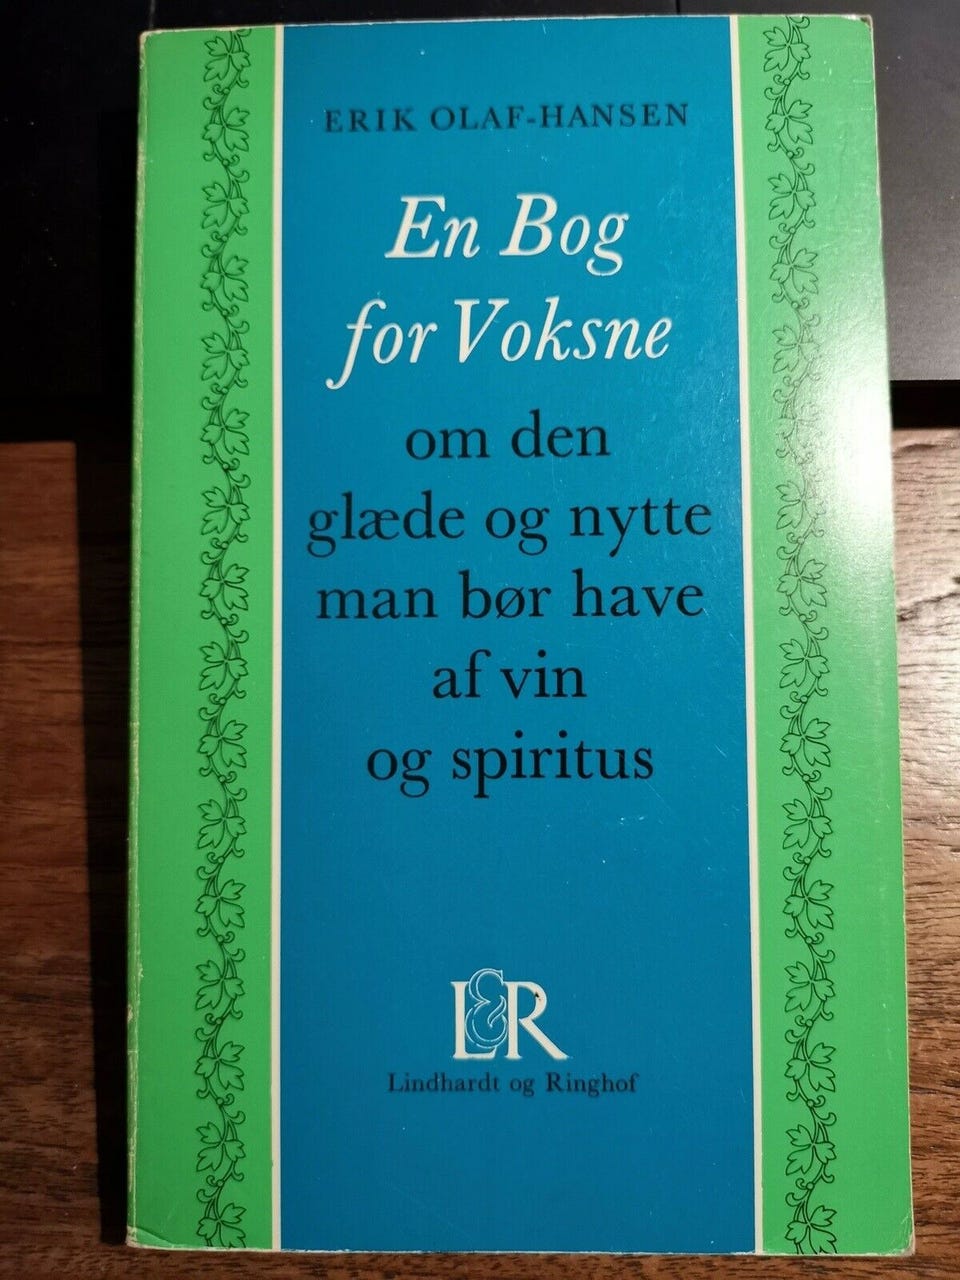 ERIK OLAF-HANSEN
En Bog
for Voksne
om den
glæde og nytte
man bør have
af vin
og spiritus
L&R
Lindhardt og Ringhof